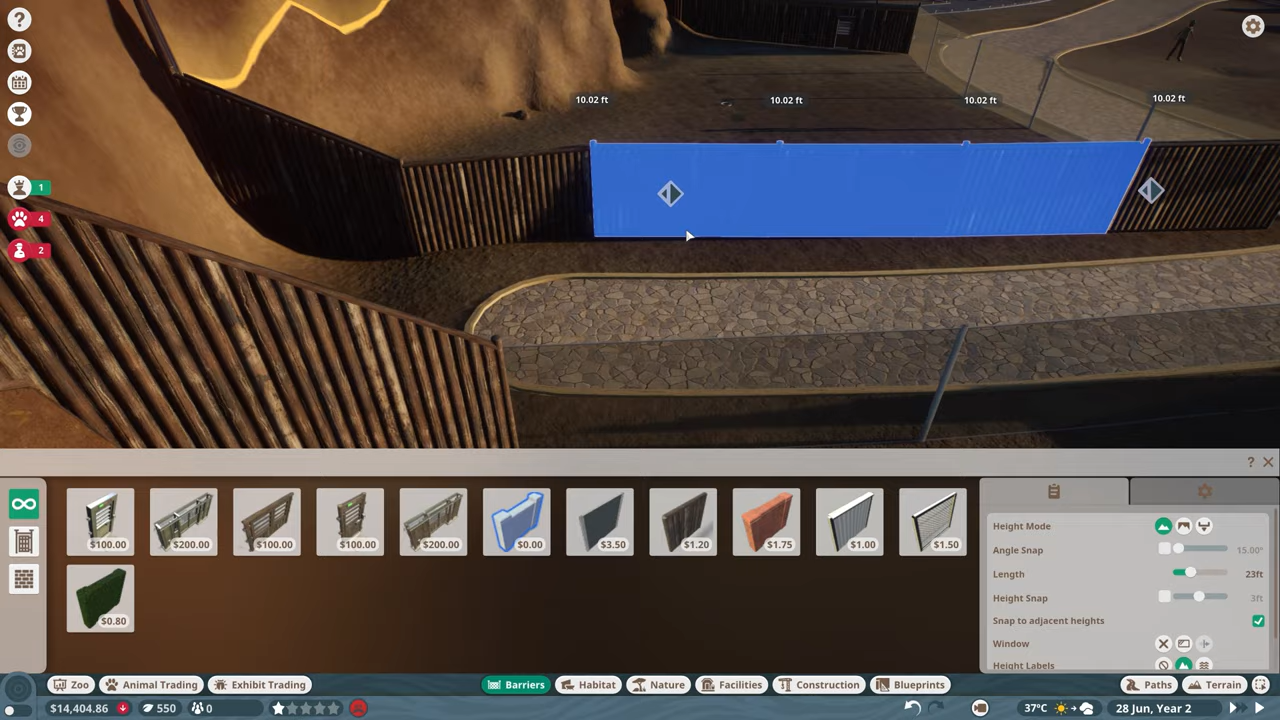 ?
10.02 ft 10.02 ft 10.02 ft 10.02 ft
1
4
2
?
$100.00 $200.00 $100.00 $100.00 $200.00 $0.00 $3.50 $1.20 $1.75 $1.00 $1.50
$0.80
Height Mode
Angle Snap 15.00°
Length 23ft
Height Snap 3ft
Snap to adjacent heights
Window
Height Labels
Zoo Animal Trading Exhibit Trading Barriers Habitat Nature Facilities Construction Blueprints Paths Terrain
$14,404.86 550 0 37°C 28 Jun, Year 2